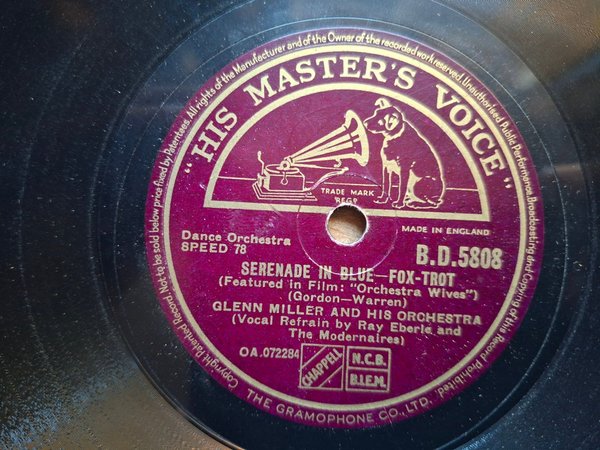 Copyright Patented Record Not to be sold below price fixed by Patentees. All rights of the Manufacturer and of the Owner of the recorded work reserved. Unauthorised Public Performance, Broadcasting and Copying of this Record Prohibited.
"HIS MASTER'S VOICE"
TRADE MARK
REGD
MADE IN ENGLAND
Dance Orchestra
SPEED 78
B.D.5808
SERENADE IN BLUE—FOX-TROT
(Featured in Film: "Orchestra Wives")
(Gordon—Warren)
GLENN MILLER AND HIS ORCHESTRA
(Vocal Refrain by Ray Eberle and
The Modernaires)
OA.072284
CHAPPEL
N.C.B.
B.I.E.M.
THE GRAMOPHONE CO., LTD.